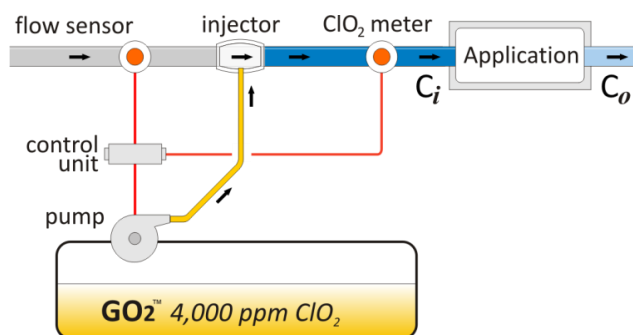 flow sensor
injector
ClO₂ meter
Application
Cᵢ
Cₒ
control
unit
pump
GO₂™ 4,000 ppm ClO₂